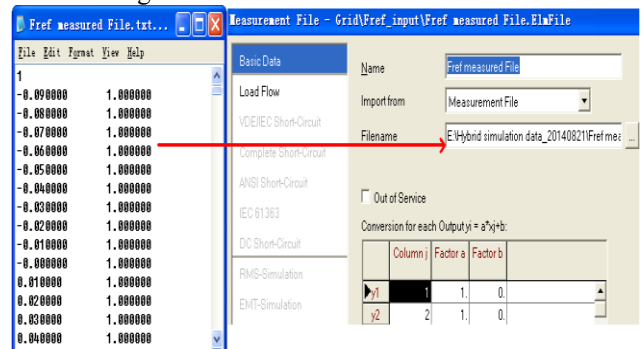 Fref measured File.txt...
File Edit Format View Help
1
-0.090000 1.000000
-0.080000 1.000000
-0.070000 1.000000
-0.060000 1.000000
-0.050000 1.000000
-0.040000 1.000000
-0.030000 1.000000
-0.020000 1.000000
-0.010000 1.000000
-0.000000 1.000000
0.010000 1.000000
0.020000 1.000000
0.030000 1.000000
0.040000 1.000000
Measurement File - Grid\Fref_input\Fref measured File.ElmFile
Basic Data
Load Flow
VDE/IEC Short-Circuit
Complete Short-Circuit
ANSI Short-Circuit
IEC 61363
DC Short-Circuit
RMS-Simulation
EMT-Simulation
Name Fref measured File
Import from Measurement File
Filename E:\Hybrid simulation data_20140821\Fref mea ...
Out of Service
Conversion for each Output yi = a*xj+b:
Column j Factor a Factor b
y1 1 1. 0.
y2 2 1. 0.